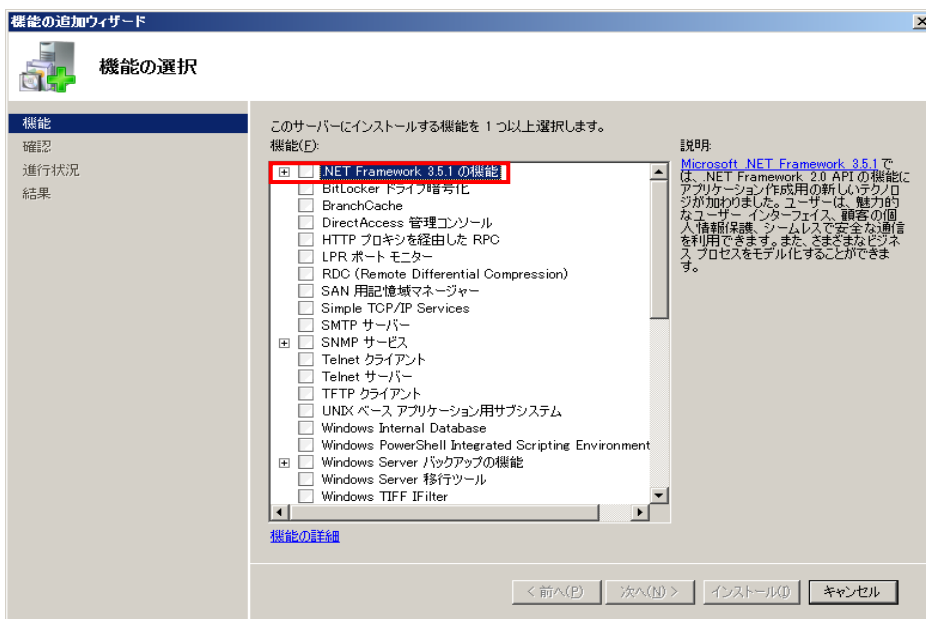 機能の追加ウィザード
機能の選択
機能
確認
進行状況
結果
このサーバーにインストールする機能を 1 つ以上選択します。
機能(F):
.NET Framework 3.5.1 の機能
BitLocker ドライブ暗号化
BranchCache
DirectAccess 管理コンソール
HTTP プロキシを経由した RPC
LPR ポート モニター
RDC (Remote Differential Compression)
SAN 用記憶域マネージャー
Simple TCP/IP Services
SMTP サーバー
SNMP サービス
Telnet クライアント
Telnet サーバー
TFTP クライアント
UNIX ベース アプリケーション用サブシステム
Windows Internal Database
Windows PowerShell Integrated Scripting Environment
Windows Server バックアップの機能
Windows Server 移行ツール
Windows TIFF IFilter
機能の詳細
説明:
Microsoft .NET Framework 3.5.1 で
は、.NET Framework 2.0 API の機能に
アプリケーション作成用の新しいテクノロ
ジが加わりました。ユーザーは、魅力的
なユーザー インターフェイス、顧客の個
人情報保護、シームレスで安全な通信
を利用できます。また、さまざまなビジネ
ス プロセスをモデル化することができま
す。
< 前へ(P)
次へ(N) >
インストール(I)
キャンセル